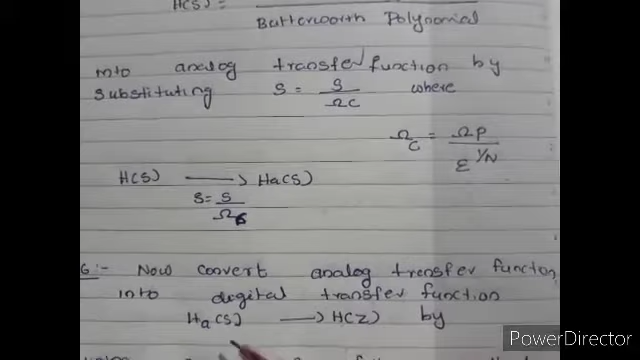 H(S) =
Butterworth Polynomial
into analog transfer function by
substituting S = S/Ωc where
Ωc = ΩP/ε^1/N
H(S) ⟶ Ha(S)
S = S/Ωc
6:- Now convert analog transfer function
into digital transfer function
Ha(S) ⟶ H(Z) by
PowerDirector